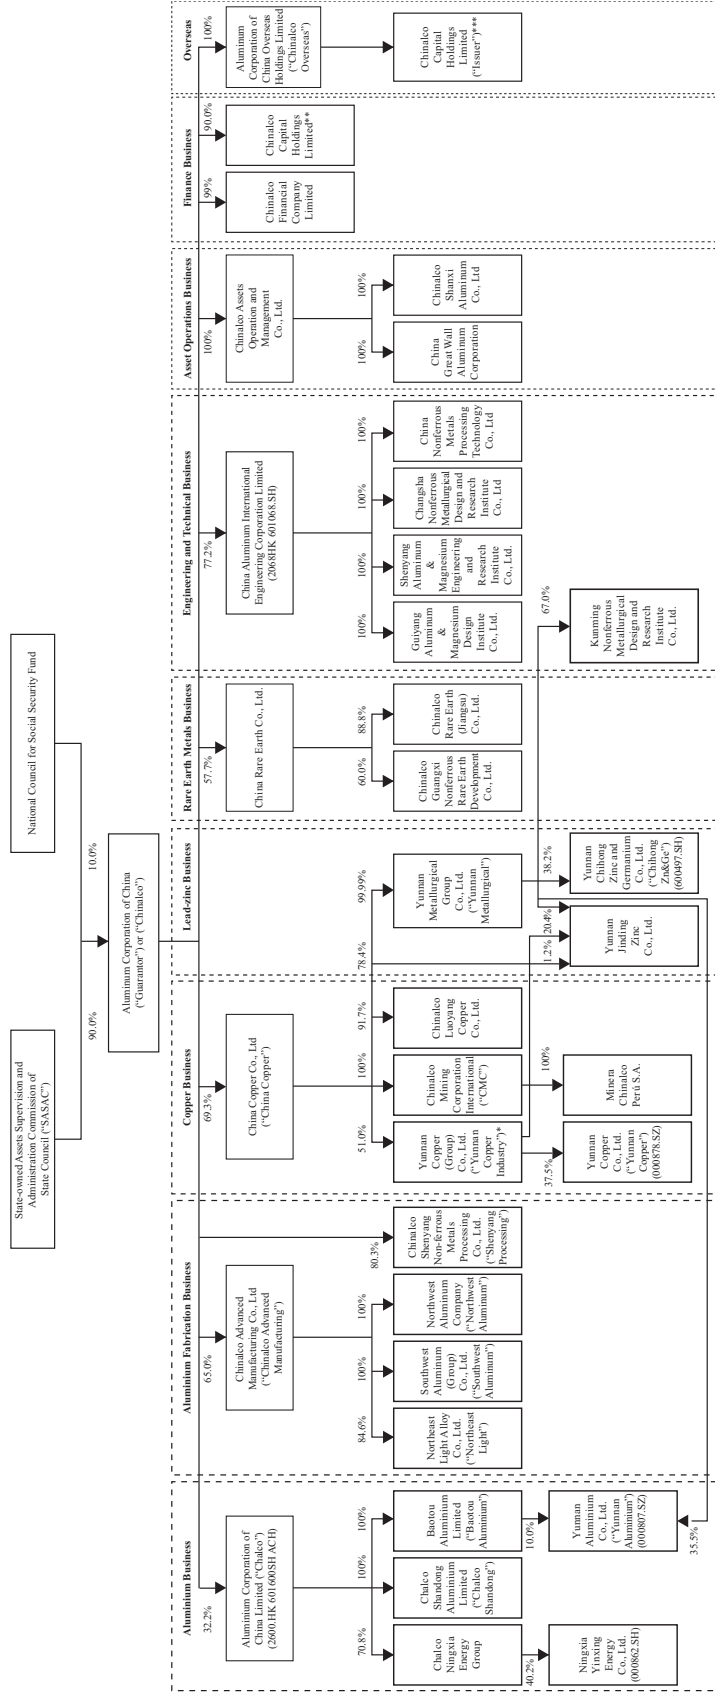 State-owned Assets Supervision and
Administration Commission of
State Council (“SASAC”)
National Council for Social Security Fund
90.0%
10.0%
Aluminum Corporation of China
(“Guarantor”) or (“Chinalco”)
Aluminium Business
32.2%
Aluminium Corporation of
China Limited (“Chalco”)
(2600.HK 601600SH ACH)
70.8%
100%
100%
Chalco
Ningxia
Energy
Group
Chalco
Shandong
Aluminium
Limited
(“Chalco
Shandong”)
Baotou
Aluminium
Limited
(“Baotou
Aluminium”)
40.2%
10.0%
Ningxia
Yinxing
Energy
Co., Ltd.
(000862.SH)
Yunnan
Aluminium
Co., Ltd.
(“Yunnan
Aluminium”)
(000807.SZ)
35.5%
Aluminium Fabrication Business
65.0%
Chinalco Advanced
Manufacturing Co., Ltd
(“Chinalco Advanced
Manufacturing”)
84.6%
100%
100%
80.3%
Northeast
Light Alloy
Co., Ltd.
(“Northeast
Light”)
Southwest
Aluminum
(Group)
Co., Ltd.
(“Southwest
Aluminum”)
Northwest
Aluminum
Company
(“Northwest
Aluminum”)
Chinalco
Shenyang
Non-ferrous
Metals
Processing
Co., Ltd.
(“Shenyang
Processing”)
Copper Business
69.3%
China Copper Co., Ltd
(“China Copper”)
51.0%
100%
91.7%
Yunnan
Copper (Group)
Co., Ltd.
(“Yunnan
Copper
Industry”)*
Chinalco
Mining
Corporation
International
(“CMC”)
Chinalco
Luoyang
Copper
Co., Ltd.
37.5%
100%
Yunnan
Copper
Co., Ltd.
(“Yunnan
Copper”)
(000878.SZ)
Minera
Chinalco
Perú S.A.
Lead-zinc Business
78.4%
99.99%
Yunnan
Metallurgical
Group
Co., Ltd.
(“Yunnan
Metallurgical”)
1.2%
20.4%
38.2%
Yunnan
Jinding
Zinc
Co., Ltd.
Yunnan
Chihong
Zinc and
Germanium
Co., Ltd.
(“Chihong
Zn&Ge”)
(600497.SH)
Rare Earth Metals Business
57.7%
China Rare Earth Co., Ltd.
60.0%
88.8%
Chinalco
Guangxi
Nonferrous
Rare Earth
Development
Co., Ltd.
Chinalco
Rare Earth
(Jiangsu)
Co., Ltd.
Engineering and Technical Business
77.2%
China Aluminum International
Engineering Corporation Limited
(2068HK 601068.SH)
100%
100%
100%
100%
Guiyang
Aluminum
&
Magnesium
Design
Institute
Co., Ltd.
Shenyang
Aluminum
&
Magnesium
Engineering
and
Research
Institute
Co., Ltd.
Changsha
Nonferrous
Metallurgical
Design and
Research
Institute
Co., Ltd
China
Nonferrous
Metals
Processing
Technology
Co., Ltd
67.0%
Kunming
Nonferrous
Metallurgical
Design and
Research
Institute
Co., Ltd.
Asset Operations Business
100%
Chinalco Assets
Operation and
Management
Co., Ltd.
100%
100%
China
Great Wall
Aluminum
Corporation
Chinalco
Shanxi
Aluminum
Co., Ltd
Finance Business
99%
90.0%
Chinalco
Financial
Company
Limited
Chinalco
Capital
Holdings
Limited**
Overseas
100%
Aluminum
Corporation of
China Overseas
Holdings Limited
(“Chinalco
Overseas”)
Chinalco
Capital
Holdings
Limited
(“Issuer”)***